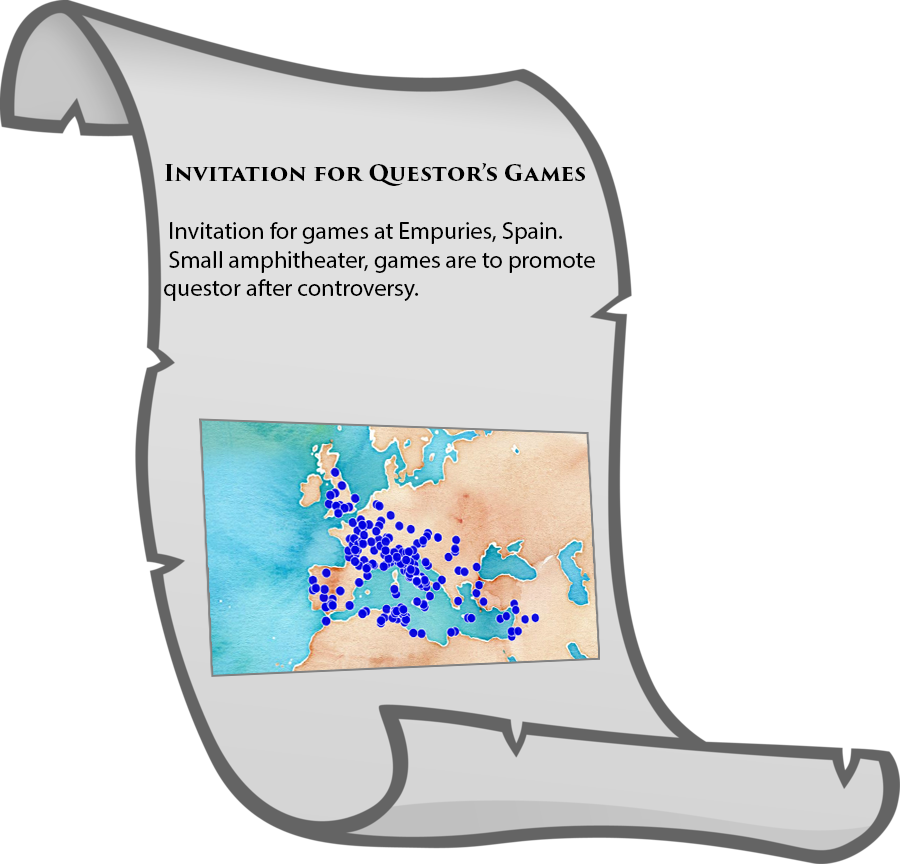 Invitation for Questor's Games
Invitation for games at Empuries, Spain.
Small amphitheater, games are to promote
questor after controversy.